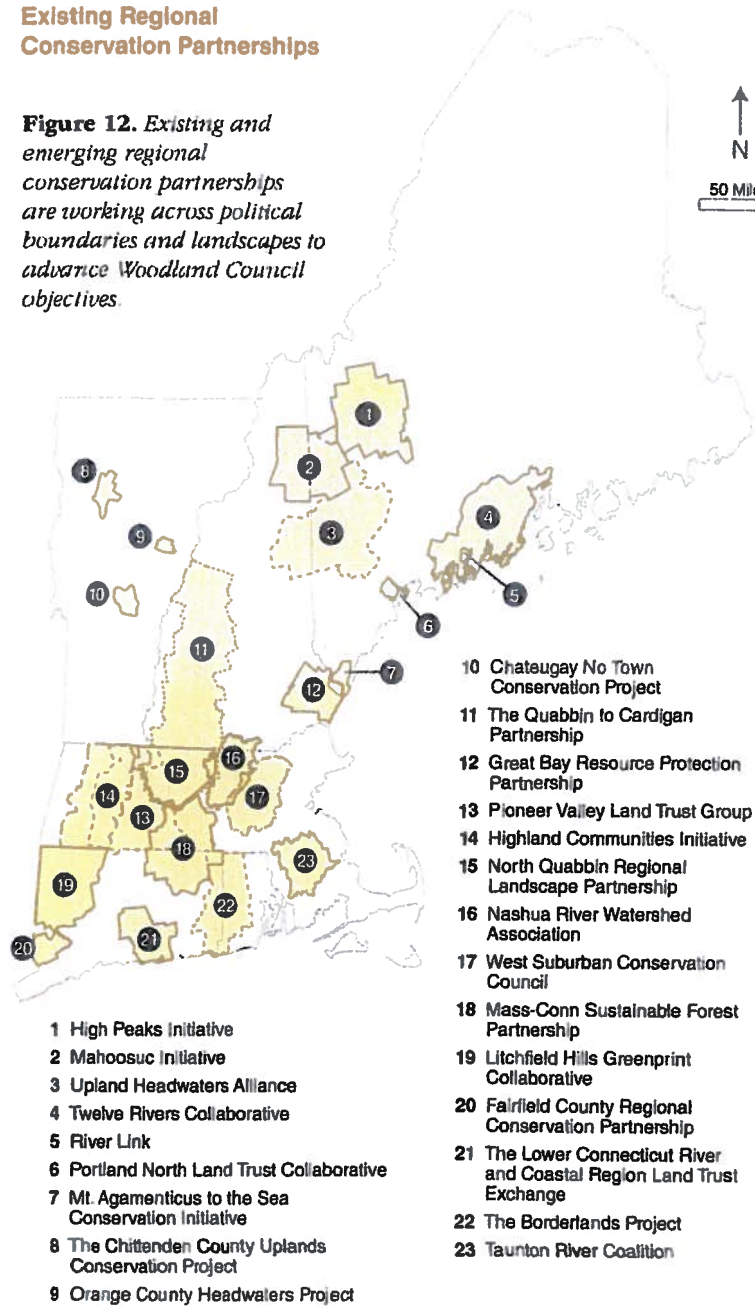 Existing Regional
Conservation Partnerships
Figure 12. Existing and
emerging regional
conservation partnerships
are working across political
boundaries and landscapes to
advance Woodland Council
objectives.
N
50 Mile
1
2
3
4
5
6
7
8
9
10
11
12
13
14
15
16
17
18
19
20
21
22
23
1 High Peaks Initiative
2 Mahoosuc Initiative
3 Upland Headwaters Alliance
4 Twelve Rivers Collaborative
5 River Link
6 Portland North Land Trust Collaborative
7 Mt. Agamenticus to the Sea
Conservation Initiative
8 The Chittenden County Uplands
Conservation Project
9 Orange County Headwaters Project
10 Chateugay No Town
Conservation Project
11 The Quabbin to Cardigan
Partnership
12 Great Bay Resource Protection
Partnership
13 Pioneer Valley Land Trust Group
14 Highland Communities Initiative
15 North Quabbin Regional
Landscape Partnership
16 Nashua River Watershed
Association
17 West Suburban Conservation
Council
18 Mass-Conn Sustainable Forest
Partnership
19 Litchfield Hills Greenprint
Collaborative
20 Fairfield County Regional
Conservation Partnership
21 The Lower Connecticut River
and Coastal Region Land Trust
Exchange
22 The Borderlands Project
23 Taunton River Coalition